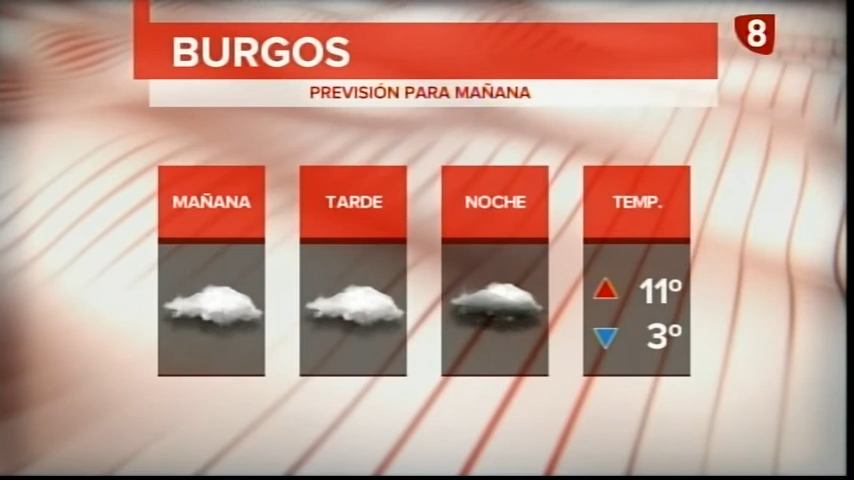 BURGOS
8
PREVISIÓN PARA MAÑANA
MAÑANA
TARDE
NOCHE
TEMP.
11º
3º